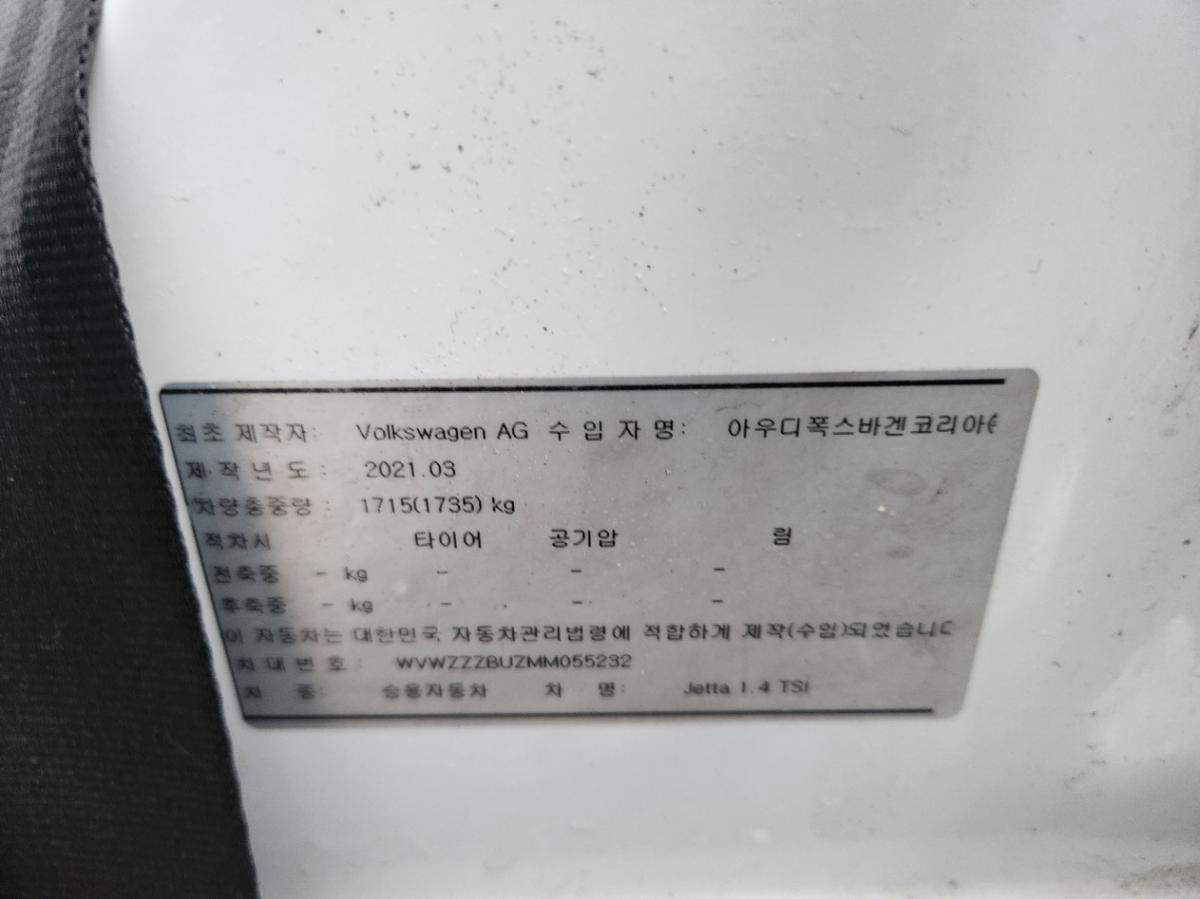 최초 제작자: Volkswagen AG 수 입 자 명: 아우디폭스바겐코리아
제 작 년 도 : 2021.03
차량총중량 : 1715(1735) kg
적차시 타이어 공기압 림
전축중 - kg - - -
후축중 - kg - - -
이 자동차는 대한민국 자동차관리법령에 적합하게 제작(수입)되었습니다
차 대 번 호 : WVWZZZBUZMM055232
차 종: 승용자동차 차 명: Jetta 1.4 TSI